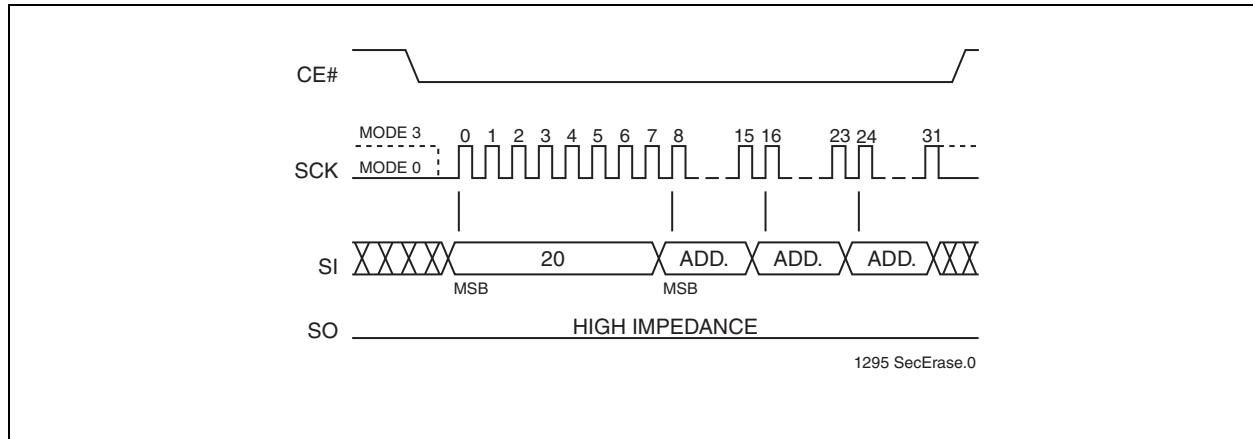 CE#
MODE 3
0 1 2 3 4 5 6 7 8 15 16 23 24 31
SCK MODE 0
SI 20 ADD. ADD. ADD.
MSB MSB
SO HIGH IMPEDANCE
1295 SecErase.0